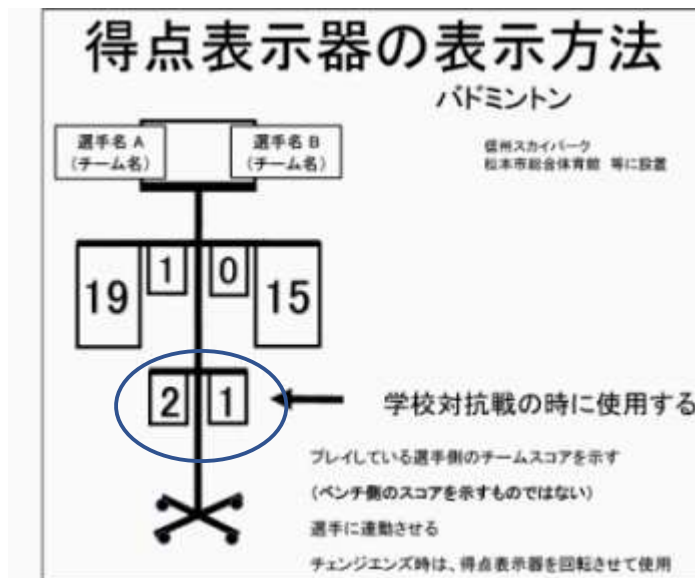 得点表示器の表示方法
バドミントン
選手名 A
(チーム名)
選手名 B
(チーム名)
信州スカイパーク
松本市総合体育館 等に設置
19
1
0
15
2
1
学校対抗戦の時に使用する
プレイしている選手側のチームスコアを示す
(ベンチ側のスコアを示すものではない)
選手に連動させる
チェンジエンズ時は、得点表示器を回転させて使用